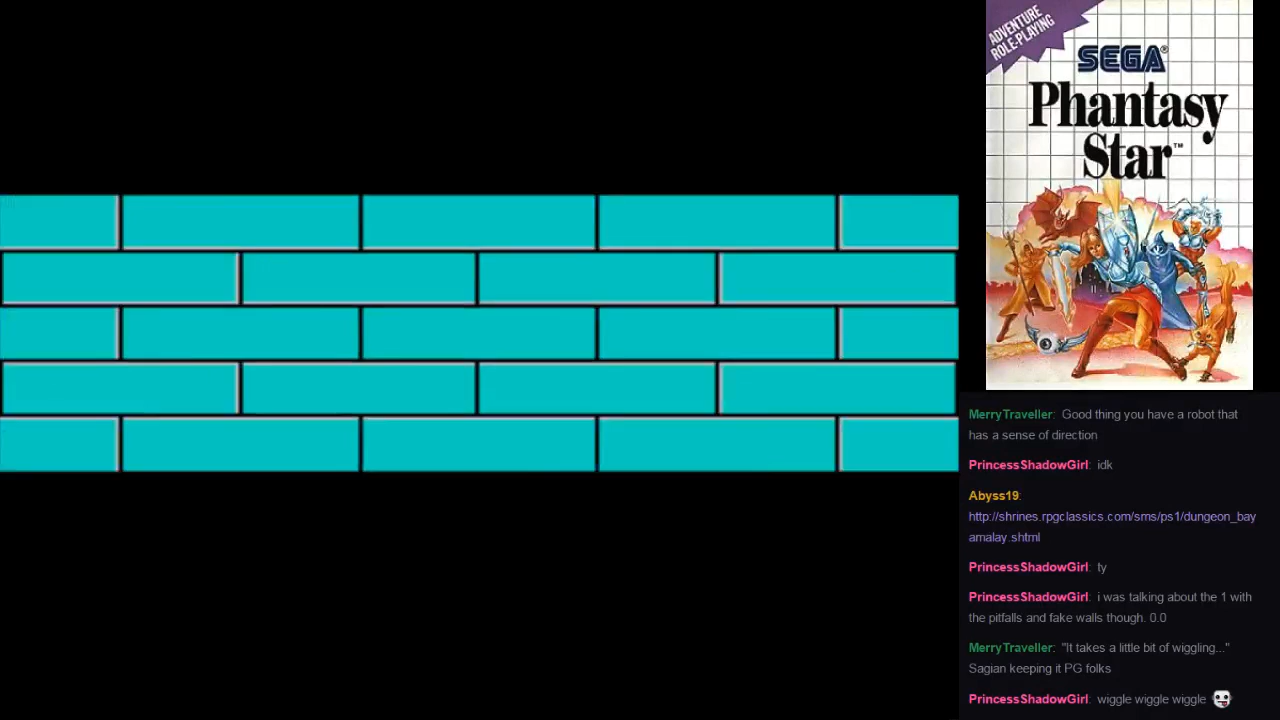 ADVENTURE
ROLE-PLAYING
SEGA®
Phantasy
Star™
MerryTraveller: Good thing you have a robot that
has a sense of direction
PrincessShadowGirl: idk
Abyss19:
http://shrines.rpgclassics.com/sms/ps1/dungeon_bay
amalay.shtml
PrincessShadowGirl: ty
PrincessShadowGirl: i was talking about the 1 with
the pitfalls and fake walls though. 0.0
MerryTraveller: "It takes a little bit of wiggling..."
Sagian keeping it PG folks
PrincessShadowGirl: wiggle wiggle wiggle